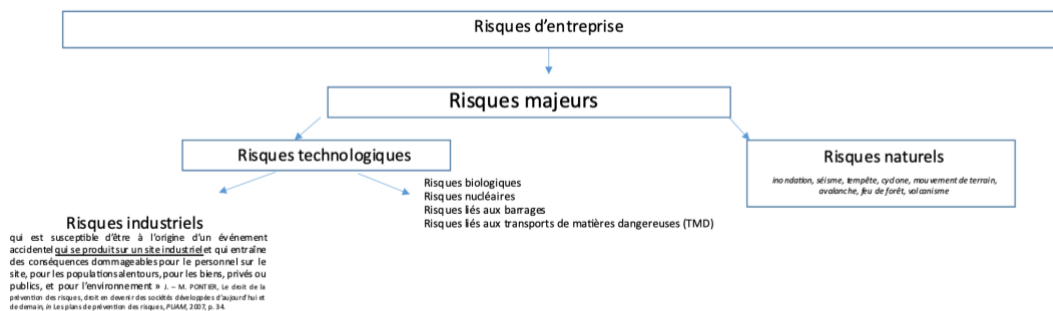 Risques d'entreprise
Risques majeurs
Risques technologiques
Risques naturels
inondation, séisme, tempête, cyclone, mouvement de terrain,
avalanche, feu de forêt, volcanisme
Risques biologiques
Risques nucléaires
Risques liés aux barrages
Risques liés aux transports de matières dangereuses (TMD)
Risques industriels
qui est susceptible d'être à l'origine d'un événement
accidentel qui se produit sur un site industriel et qui entraîne
des conséquences dommageables pour le personnel sur le
site, pour les populations alentours, pour les biens, privés ou
publics, et pour l'environnement » J. – M. PONTIER, Le droit de la
prévention des risques, droit en devenir des sociétés développées d'aujourd'hui et
de demain, in Les plans de prévention des risques, PUAM, 2007, p. 34.